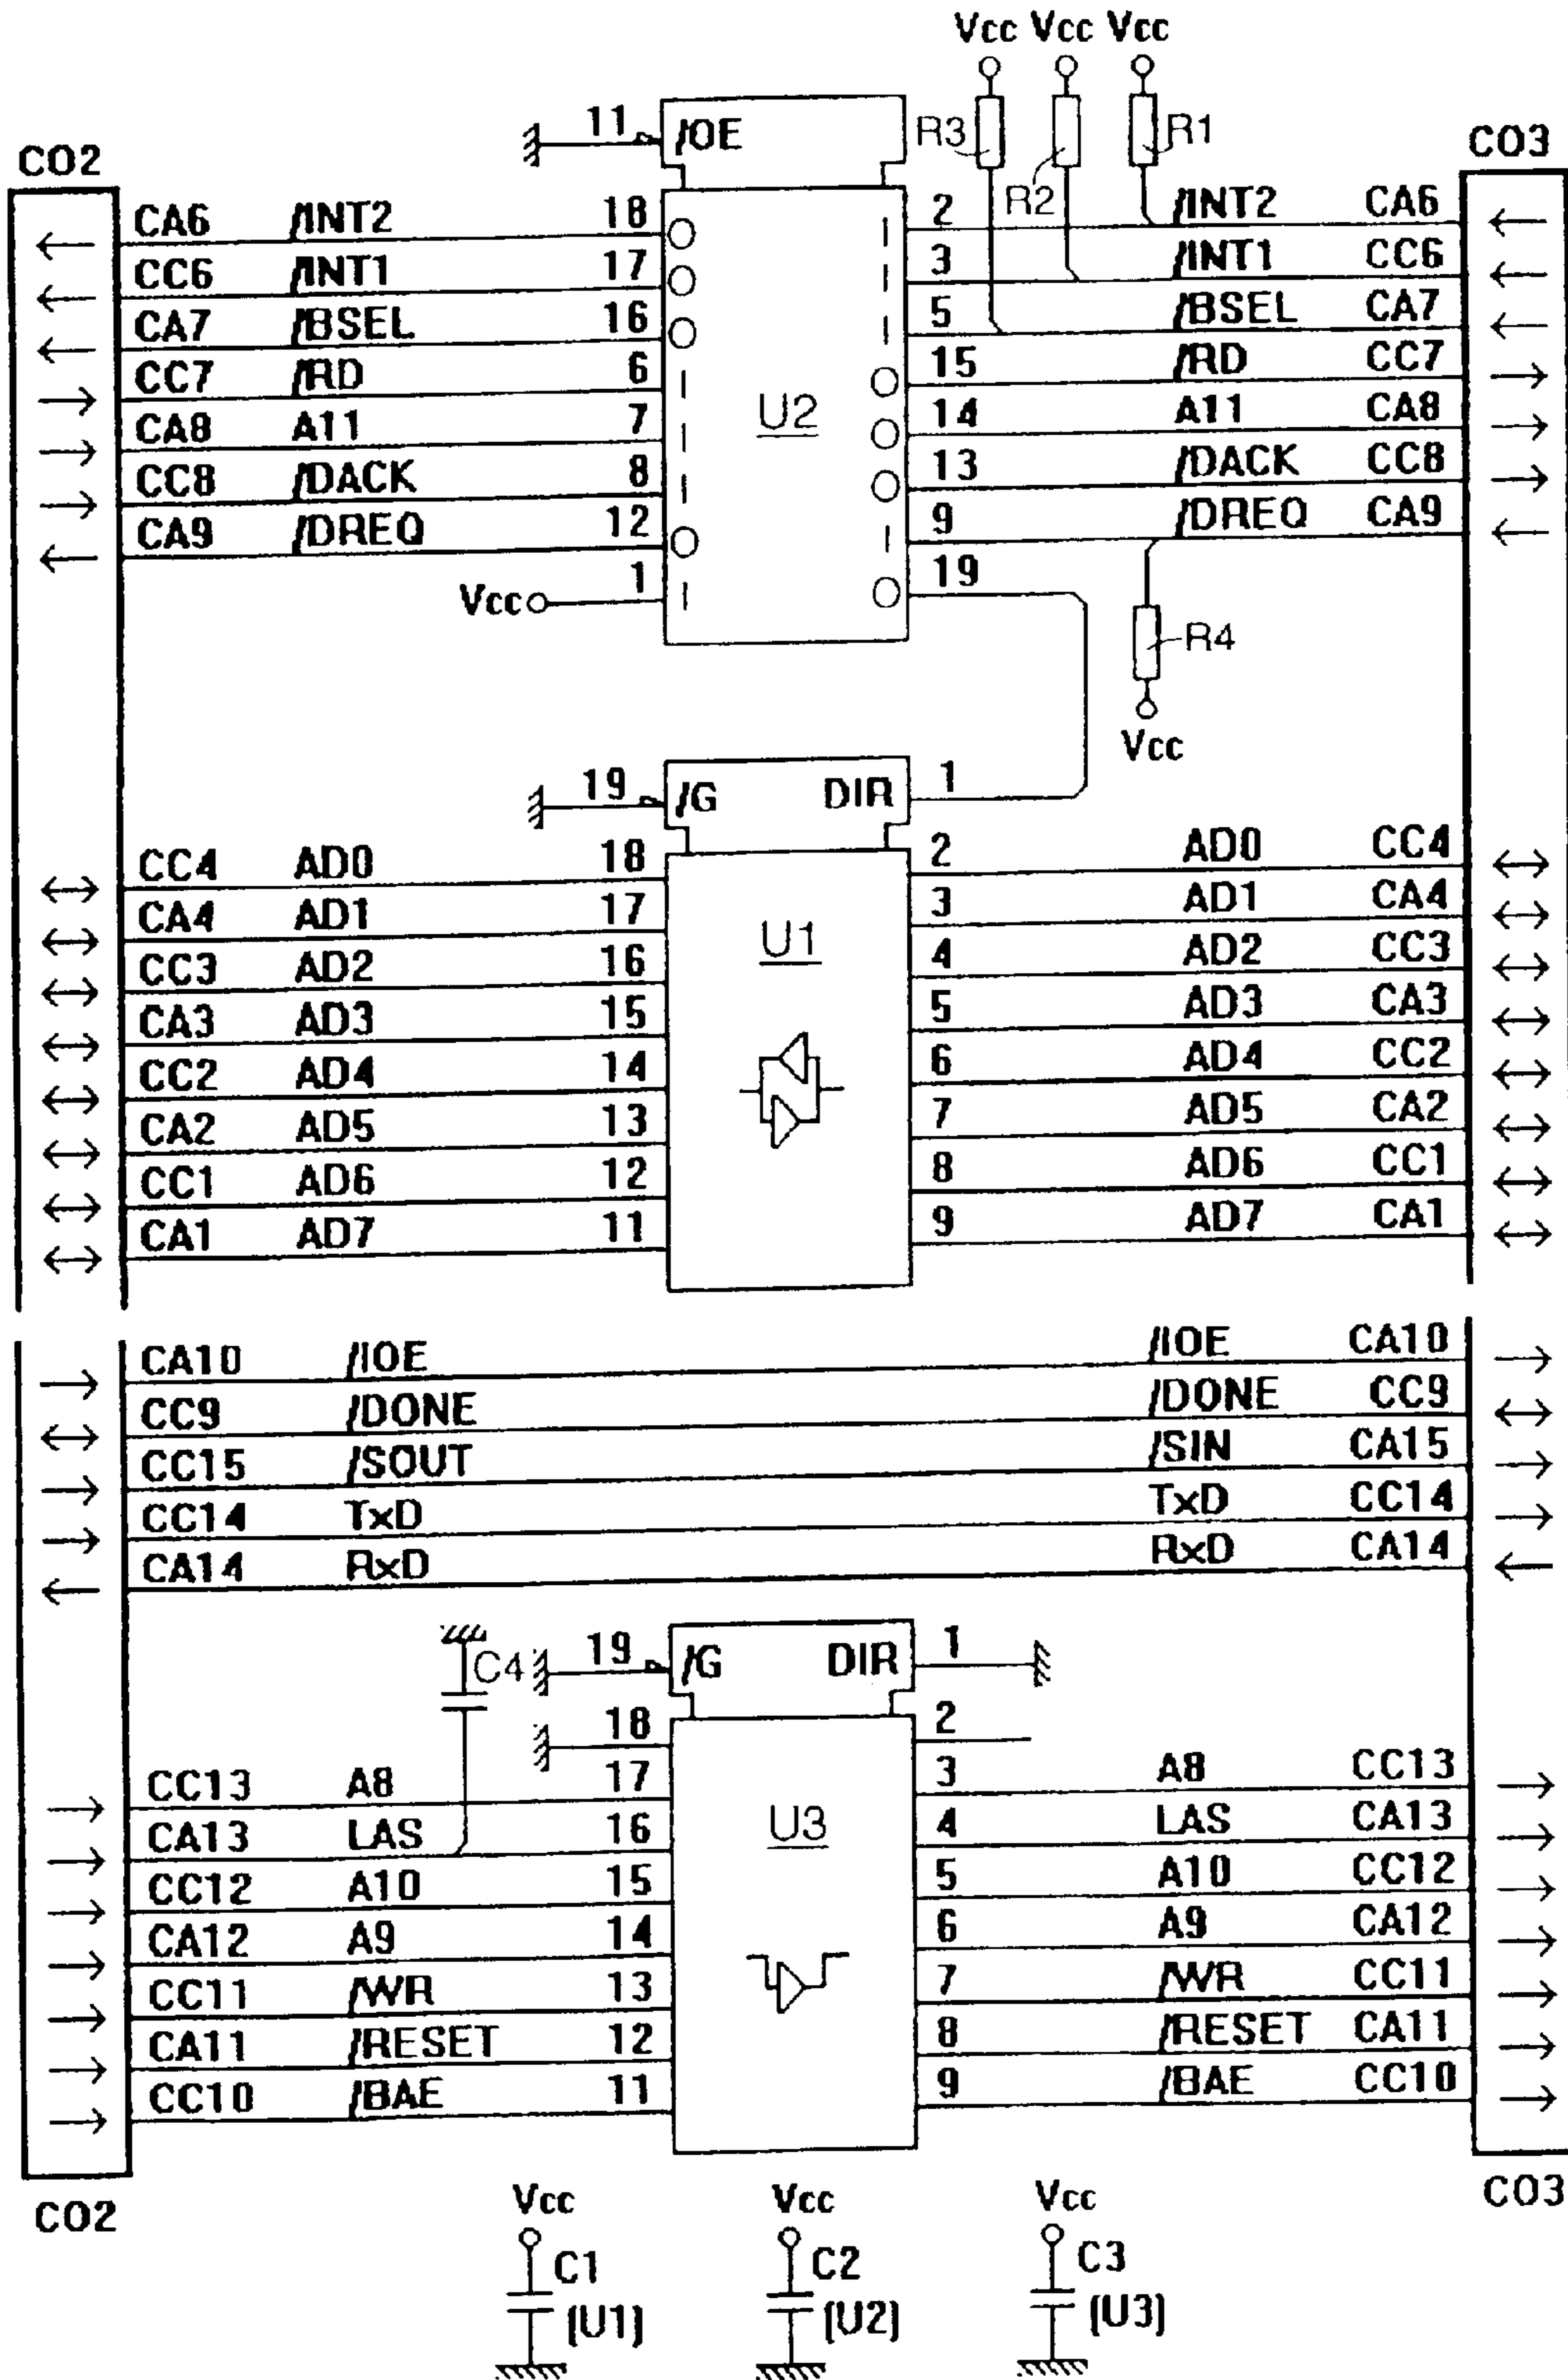 Vcc Vcc Vcc
11 /OE R3 R2 R1
CO2 CO3
CA6 /INT2 18 2 /INT2 CA6
CC6 /INT1 17 3 /INT1 CC6
CA7 /BSEL 16 5 /BSEL CA7
CC7 /RD 6 15 /RD CC7
CA8 A11 7 U2 14 A11 CA8
CC8 /DACK 8 13 /DACK CC8
CA9 /DREQ 12 9 /DREQ CA9
Vcc 1 19
R4
Vcc
19 /G DIR 1
CC4 AD0 18 2 AD0 CC4
CA4 AD1 17 3 AD1 CA4
U1
CC3 AD2 16 4 AD2 CC3
CA3 AD3 15 5 AD3 CA3
CC2 AD4 14 6 AD4 CC2
CA2 AD5 13 7 AD5 CA2
CC1 AD6 12 8 AD6 CC1
CA1 AD7 11 9 AD7 CA1
CA10 /IOE /IOE CA10
CC9 /DONE /DONE CC9
CC15 /SOUT /SIN CA15
CC14 TxD TxD CC14
CA14 RxD RxD CA14
C4 19 /G DIR 1
18 2
CC13 A8 17 3 A8 CC13
CA13 LAS 16 U3 4 LAS CA13
CC12 A10 15 5 A10 CC12
CA12 A9 14 6 A9 CA12
CC11 /WR 13 7 /WR CC11
CA11 /RESET 12 8 /RESET CA11
CC10 /BAE 11 9 /BAE CC10
CO2 CO3
Vcc Vcc Vcc
C1 C2 C3
(U1) (U2) (U3)